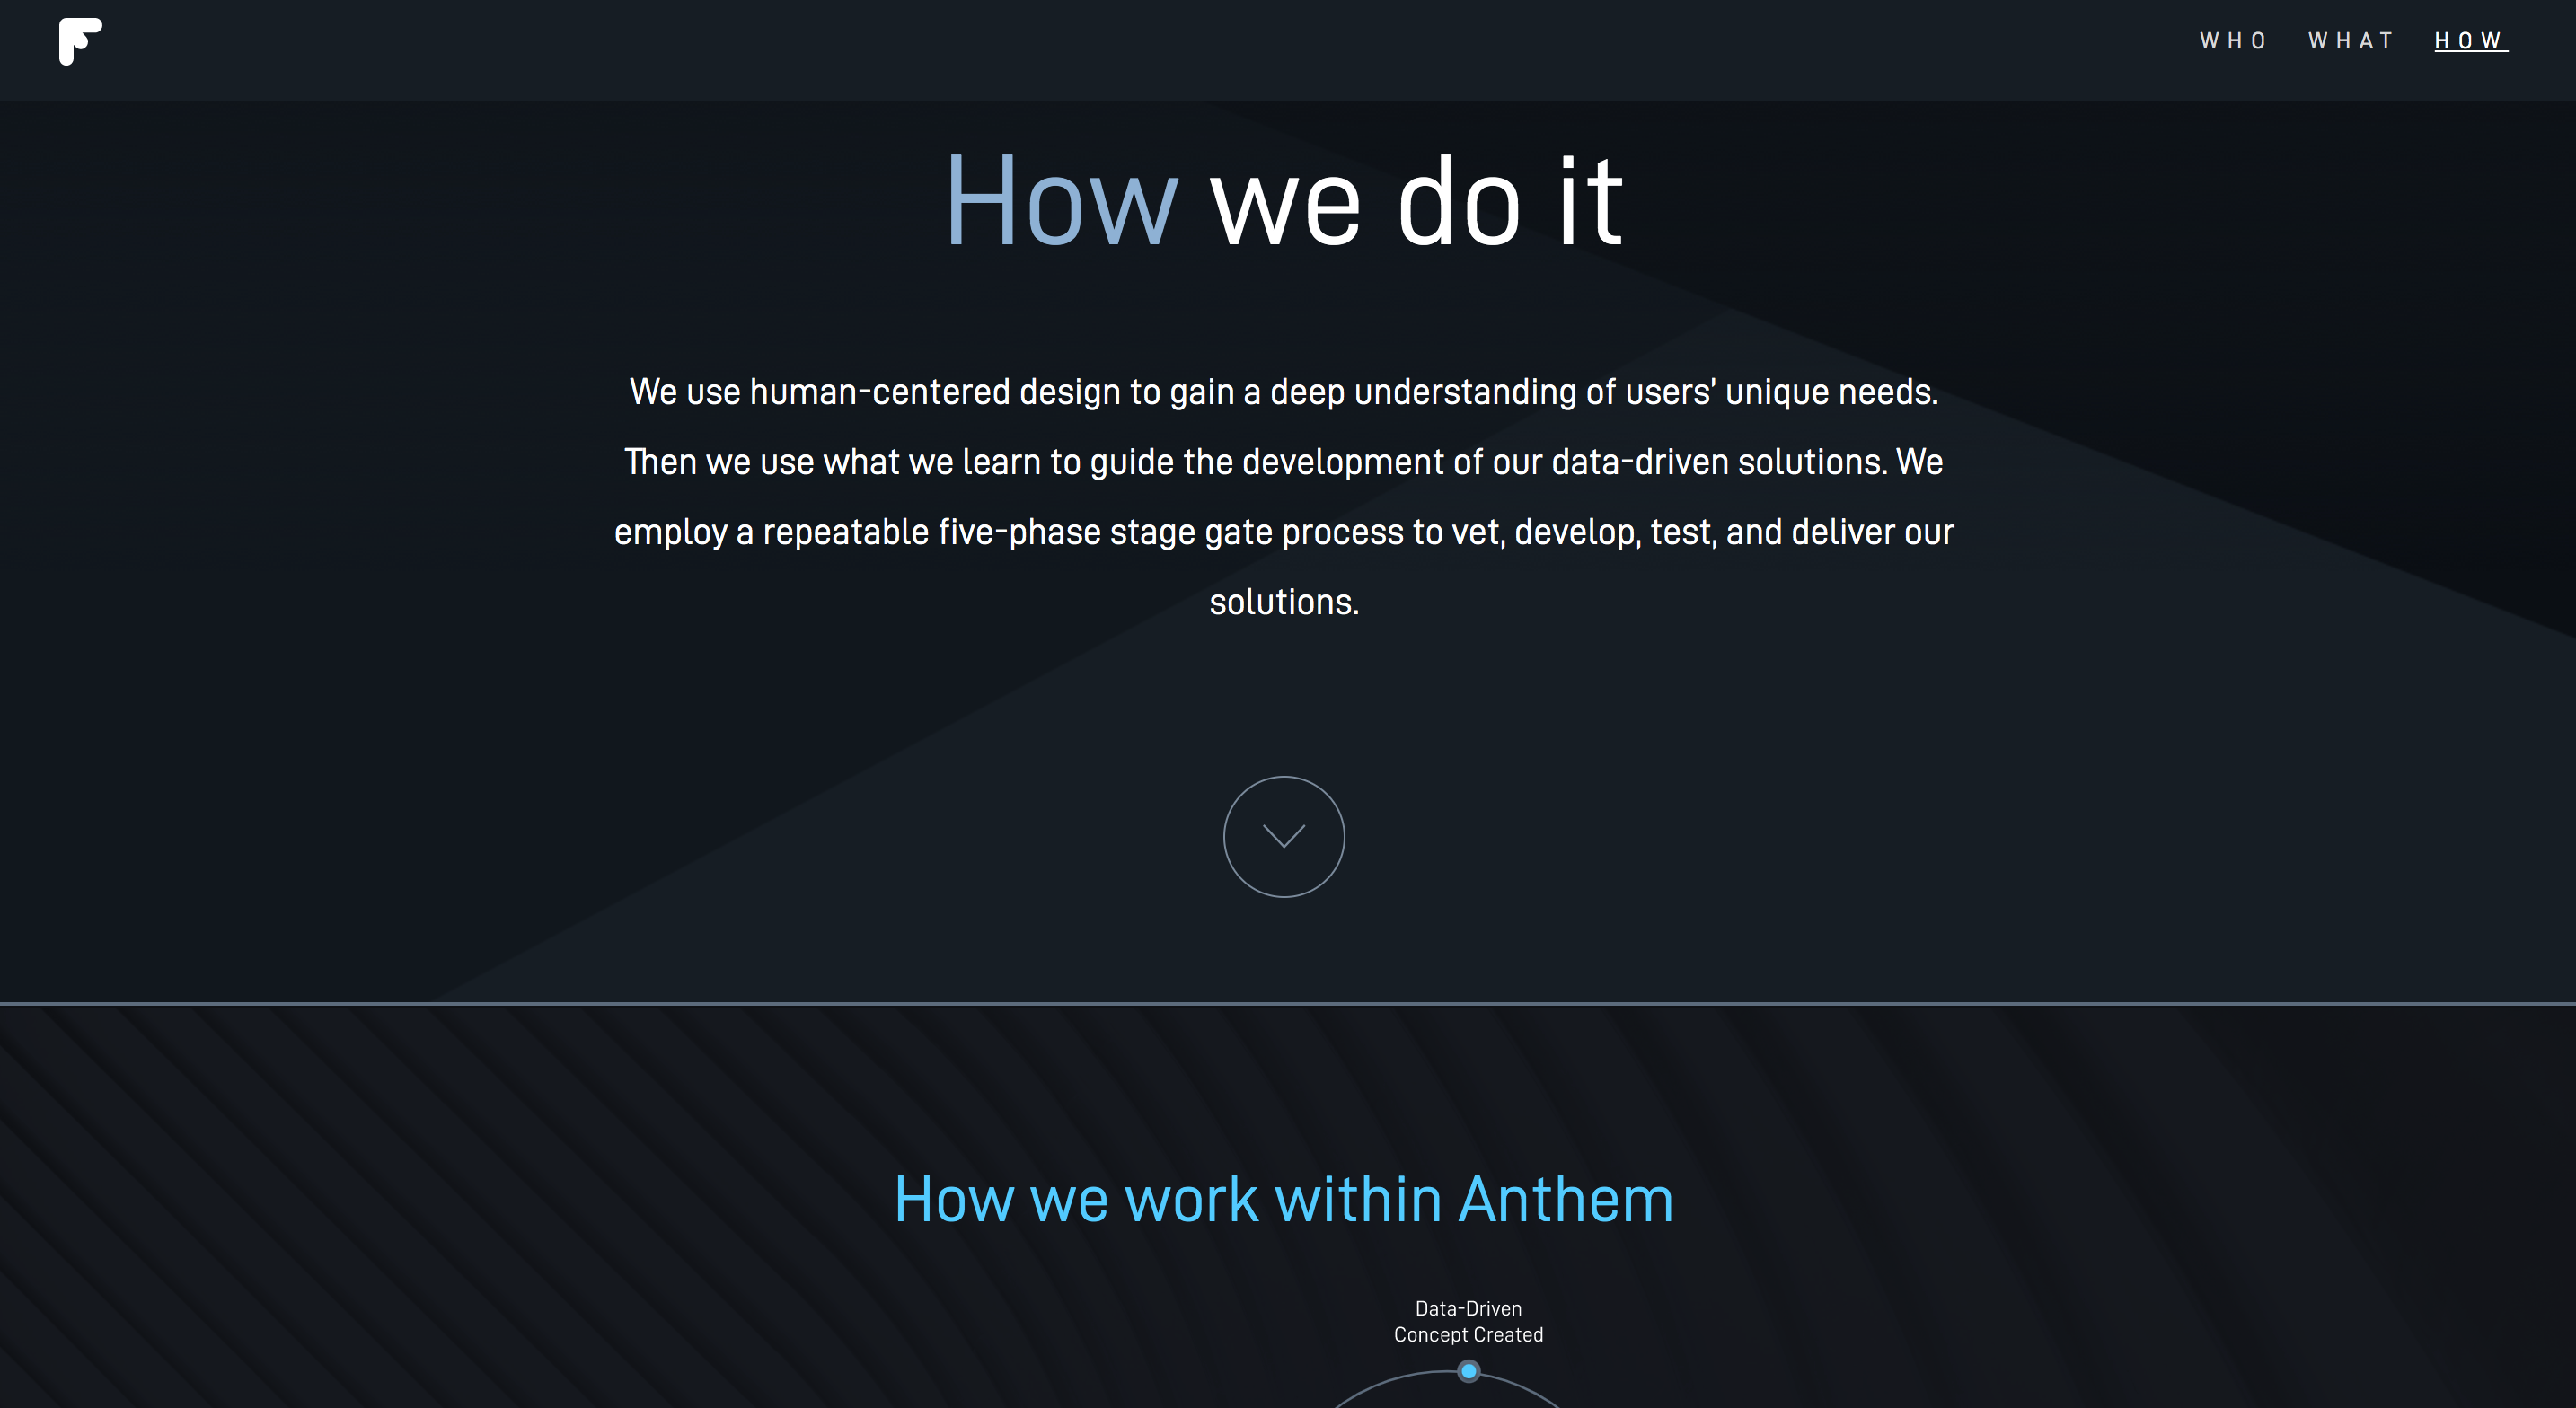 WHO WHAT HOW
How we do it
We use human-centered design to gain a deep understanding of users' unique needs.
Then we use what we learn to guide the development of our data-driven solutions. We
employ a repeatable five-phase stage gate process to vet, develop, test, and deliver our
solutions.
How we work within Anthem
Data-Driven
Concept Created